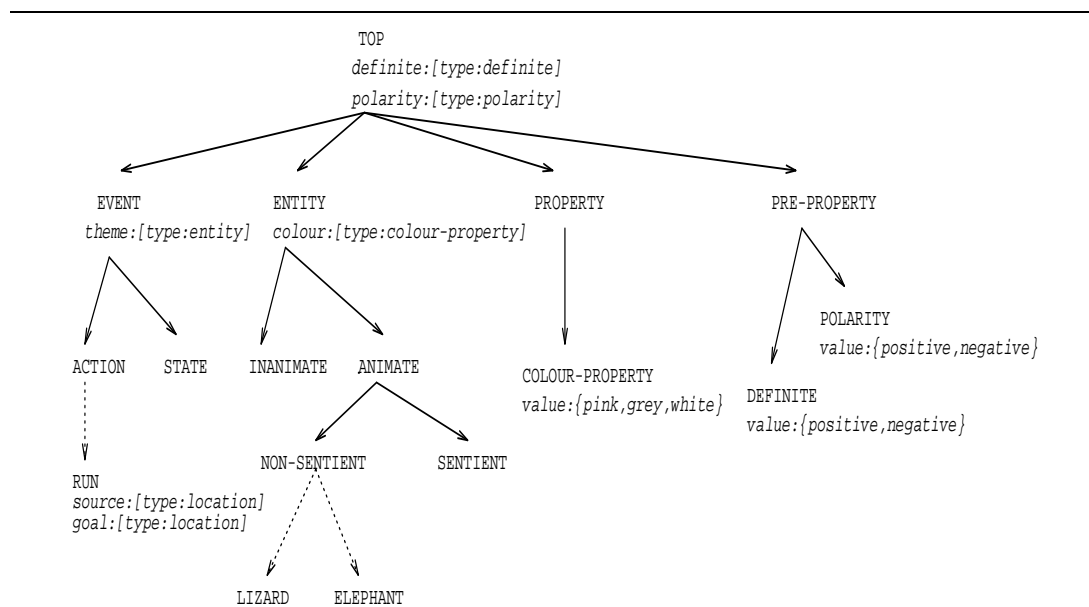 TOP
definite:[type:definite]
polarity:[type:polarity]
EVENT
theme:[type:entity]
ENTITY
colour:[type:colour-property]
PROPERTY
PRE-PROPERTY
ACTION
STATE
INANIMATE
ANIMATE
COLOUR-PROPERTY
value:{pink,grey,white}
POLARITY
value:{positive,negative}
DEFINITE
value:{positive,negative}
RUN
source:[type:location]
goal:[type:location]
NON-SENTIENT
SENTIENT
LIZARD
ELEPHANT